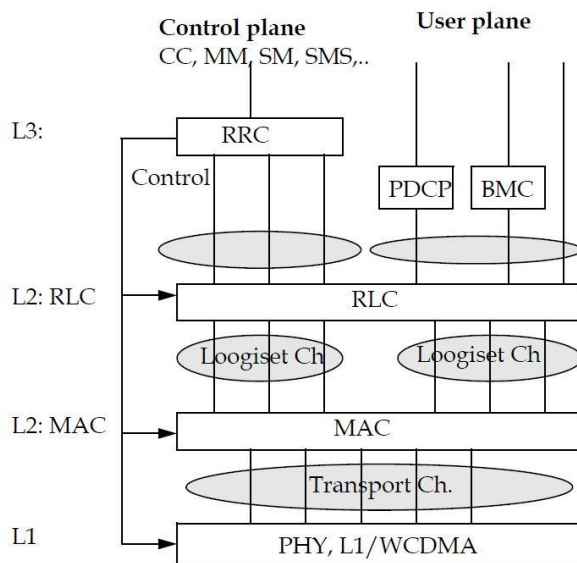 Control plane
User plane
CC, MM, SM, SMS,..
L3:
RRC
Control
PDCP
BMC
L2: RLC
RLC
Loogiset Ch
Loogiset Ch
L2: MAC
MAC
Transport Ch.
L1
PHY, L1/WCDMA